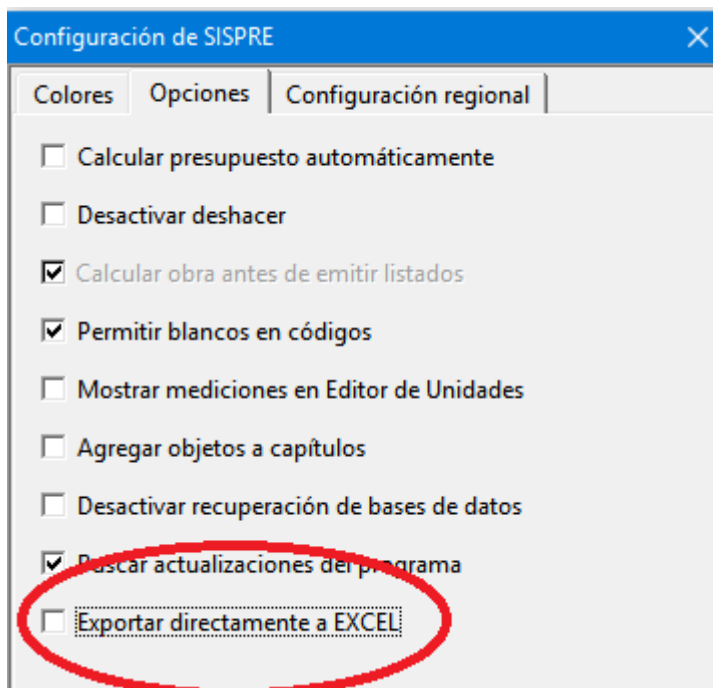 Configuración de SISPRE
Colores Opciones Configuración regional
Calcular presupuesto automáticamente
Desactivar deshacer
Calcular obra antes de emitir listados
Permitir blancos en códigos
Mostrar mediciones en Editor de Unidades
Agregar objetos a capítulos
Desactivar recuperación de bases de datos
Buscar actualizaciones del programa
Exportar directamente a EXCEL